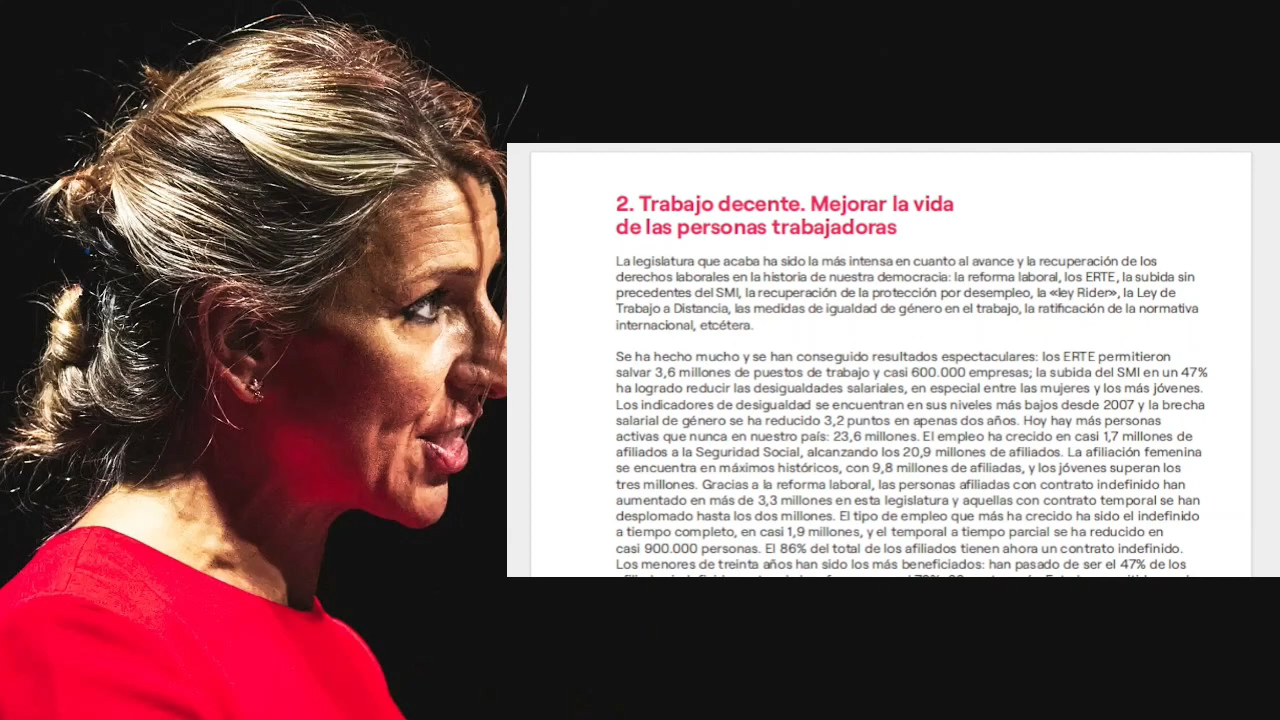 2. Trabajo decente. Mejorar la vida
de las personas trabajadoras
La legislatura que acaba ha sido la más intensa en cuanto al avance y la recuperación de los
derechos laborales en la historia de nuestra democracia: la reforma laboral, los ERTE, la subida sin
precedentes del SMI, la recuperación de la protección por desempleo, la «ley Rider», la Ley de
Trabajo a Distancia, las medidas de igualdad de género en el trabajo, la ratificación de la normativa
internacional, etcétera.
Se ha hecho mucho y se han conseguido resultados espectaculares: los ERTE permitieron
salvar 3,6 millones de puestos de trabajo y casi 600.000 empresas; la subida del SMI en un 47%
ha logrado reducir las desigualdades salariales, en especial entre las mujeres y los más jóvenes.
Los indicadores de desigualdad se encuentran en sus niveles más bajos desde 2007 y la brecha
salarial de género se ha reducido 3,2 puntos en apenas dos años. Hoy hay más personas
activas que nunca en nuestro país: 23,6 millones. El empleo ha crecido en casi 1,7 millones de
afiliados a la Seguridad Social, alcanzando los 20,9 millones de afiliados. La afiliación femenina
se encuentra en máximos históricos, con 9,8 millones de afiliadas, y los jóvenes superan los
tres millones. Gracias a la reforma laboral, las personas afiliadas con contrato indefinido han
aumentado en más de 3,3 millones en esta legislatura y aquellas con contrato temporal se han
desplomado hasta los dos millones. El tipo de empleo que más ha crecido ha sido el indefinido
a tiempo completo, en casi 1,9 millones, y el temporal a tiempo parcial se ha reducido en
casi 900.000 personas. El 86% del total de los afiliados tienen ahora un contrato indefinido.
Los menores de treinta años han sido los más beneficiados: han pasado de ser el 47% de los